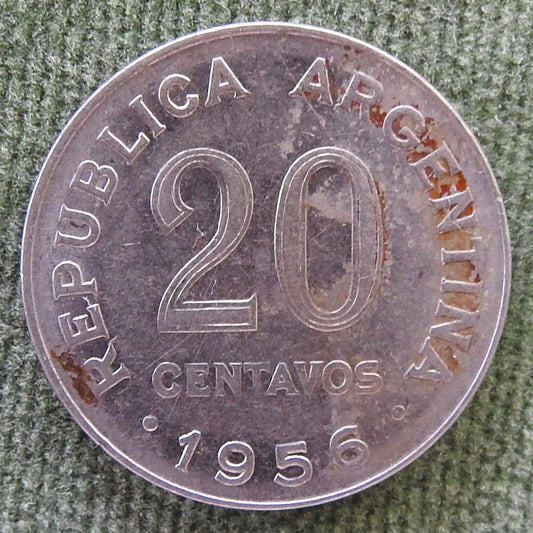 REPUBLICA ARGENTINA
20
CENTAVOS
· 1956 ·